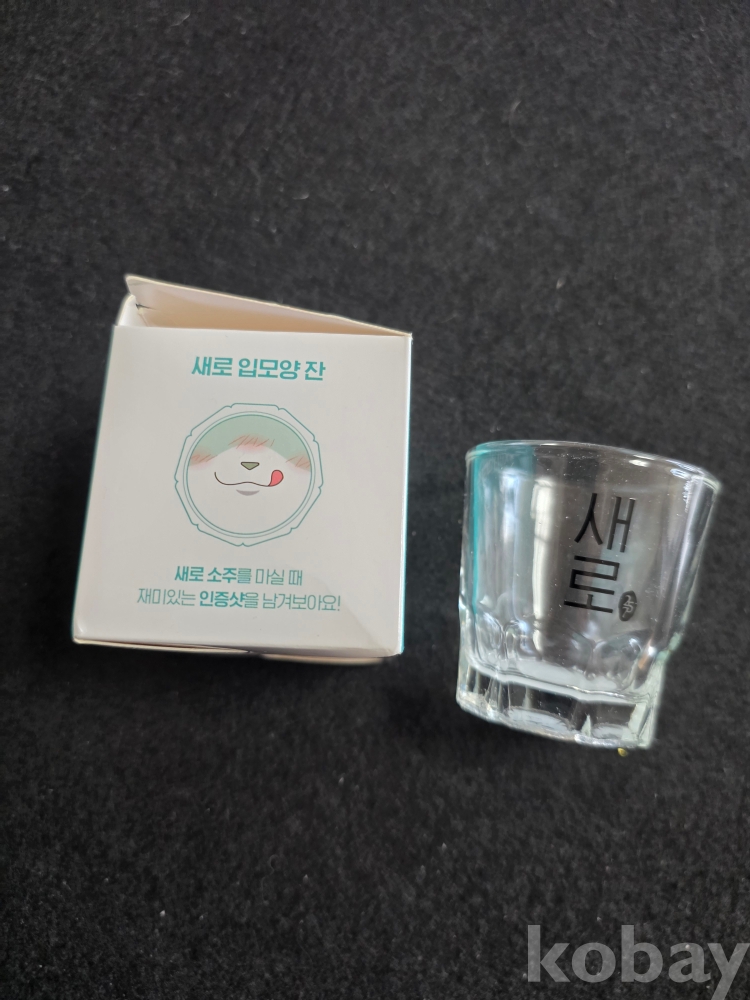 새로 입모양 잔
새로 소주를 마실 때
재미있는 인증샷을 남겨보아요!
새
로
kobay